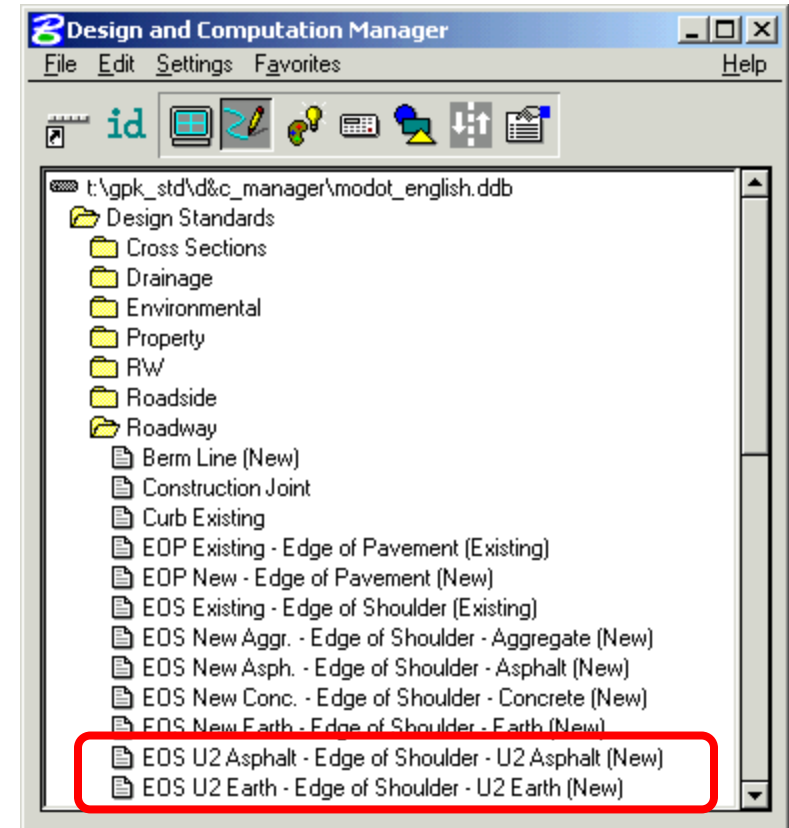 Design and Computation Manager
File Edit Settings Favorites Help
id
t:\gpk_std\d&c_manager\modot_english.ddb
Design Standards
Cross Sections
Drainage
Environmental
Property
RW
Roadside
Roadway
Berm Line (New)
Construction Joint
Curb Existing
EOP Existing - Edge of Pavement (Existing)
EOP New - Edge of Pavement (New)
EOS Existing - Edge of Shoulder (Existing)
EOS New Aggr. - Edge of Shoulder - Aggregate (New)
EOS New Asph. - Edge of Shoulder - Asphalt (New)
EOS New Conc. - Edge of Shoulder - Concrete (New)
EOS New Earth - Edge of Shoulder - Earth (New)
EOS U2 Asphalt - Edge of Shoulder - U2 Asphalt (New)
EOS U2 Earth - Edge of Shoulder - U2 Earth (New)